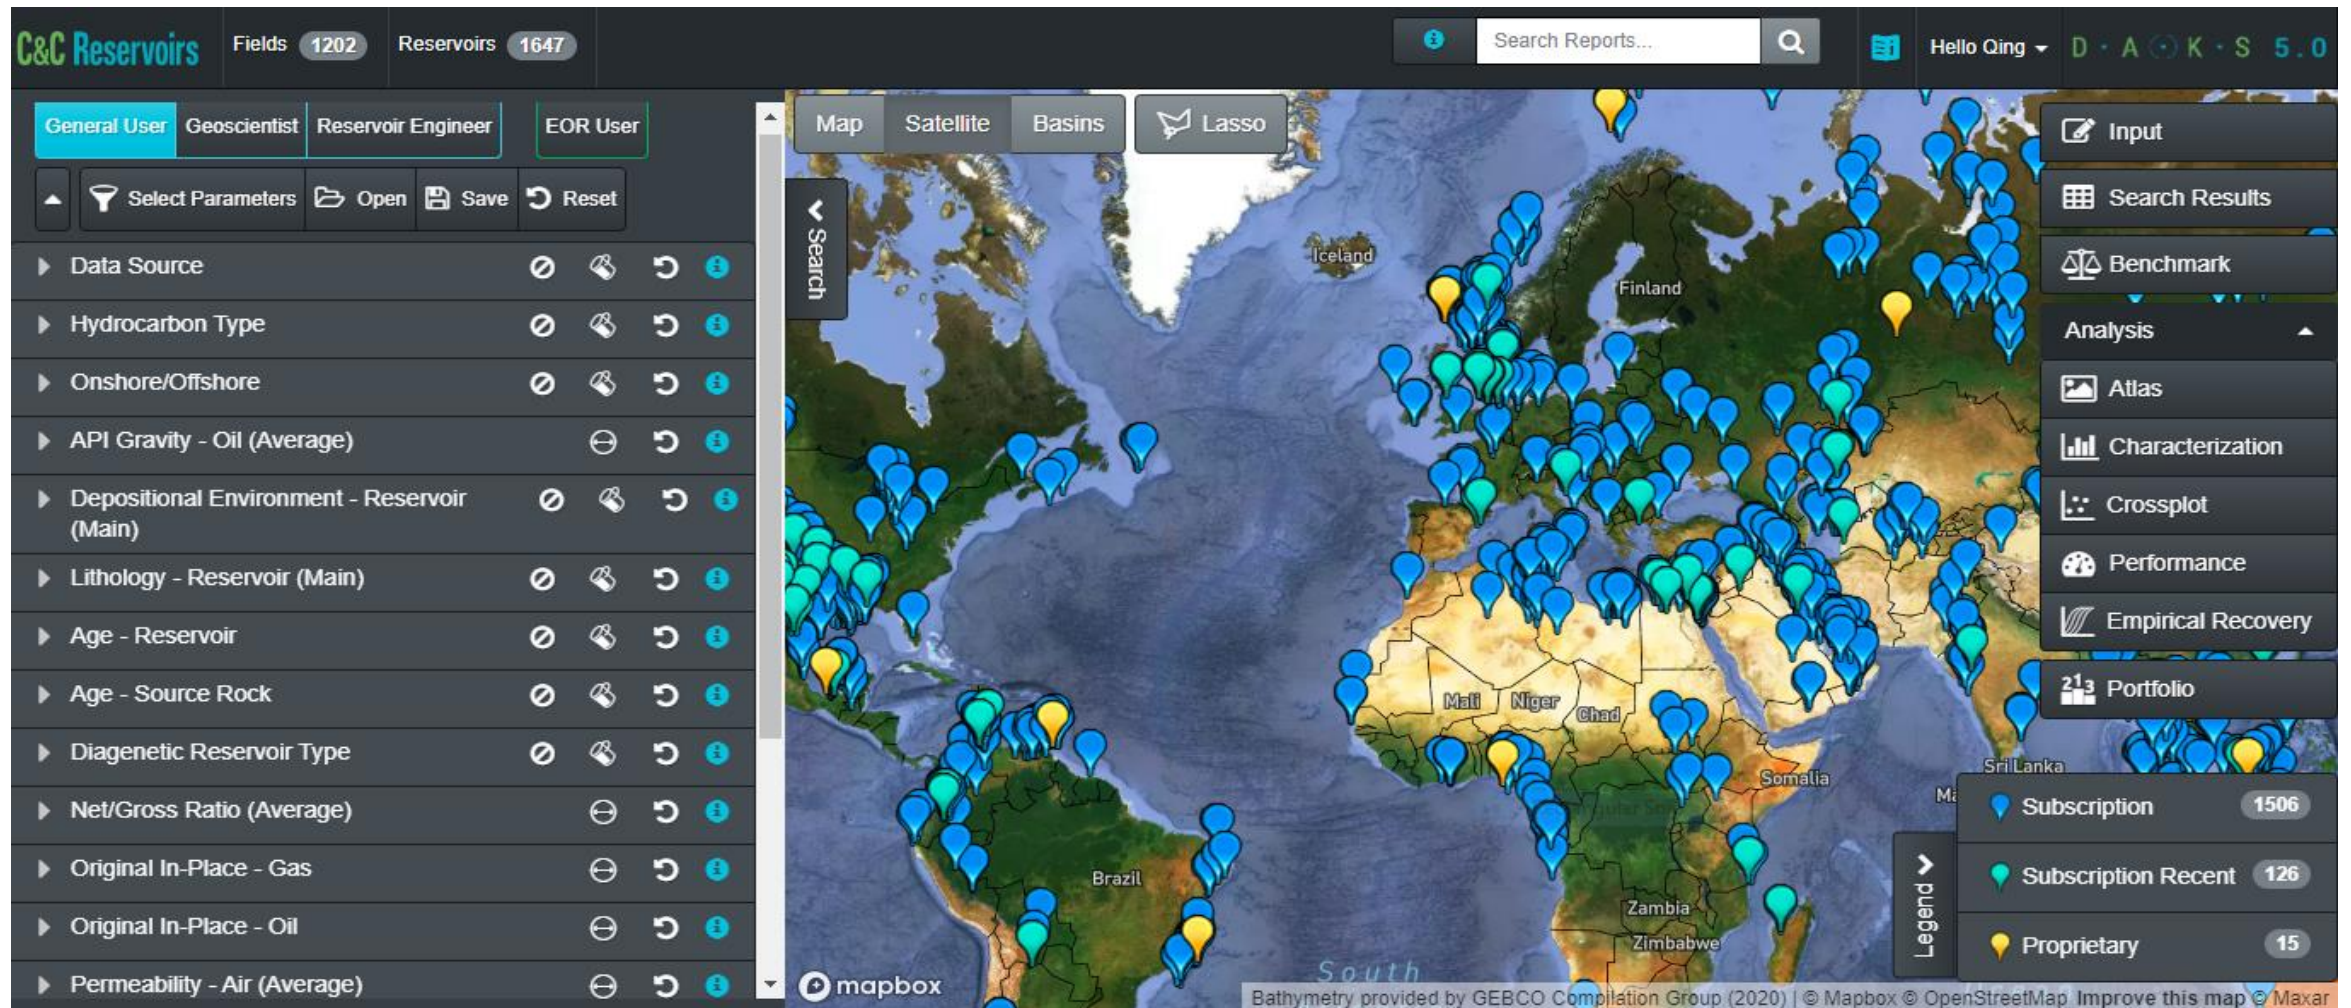 C&C Reservoirs
Fields 1202
Reservoirs 1647
Search Reports...
Hello Qing
D·A·K·S 5.0
General User
Geoscientist
Reservoir Engineer
EOR User
Select Parameters
Open
Save
Reset
Data Source
Hydrocarbon Type
Onshore/Offshore
API Gravity - Oil (Average)
Depositional Environment - Reservoir
(Main)
Lithology - Reservoir (Main)
Age - Reservoir
Age - Source Rock
Diagenetic Reservoir Type
Net/Gross Ratio (Average)
Original In-Place - Gas
Original In-Place - Oil
Permeability - Air (Average)
Map
Satellite
Basins
Lasso
Search
Iceland
Finland
Mali
Niger
Chad
Somalia
Sri Lanka
Brazil
Zambia
Zimbabwe
South
mapbox
Input
Search Results
Benchmark
Analysis
Atlas
Characterization
Crossplot
Performance
Empirical Recovery
213 Portfolio
Legend
Subscription 1506
Subscription Recent 126
Proprietary 15
Bathymetry provided by GEBCO Compilation Group (2020) | © Mapbox © OpenStreetMap Improve this map © Maxar